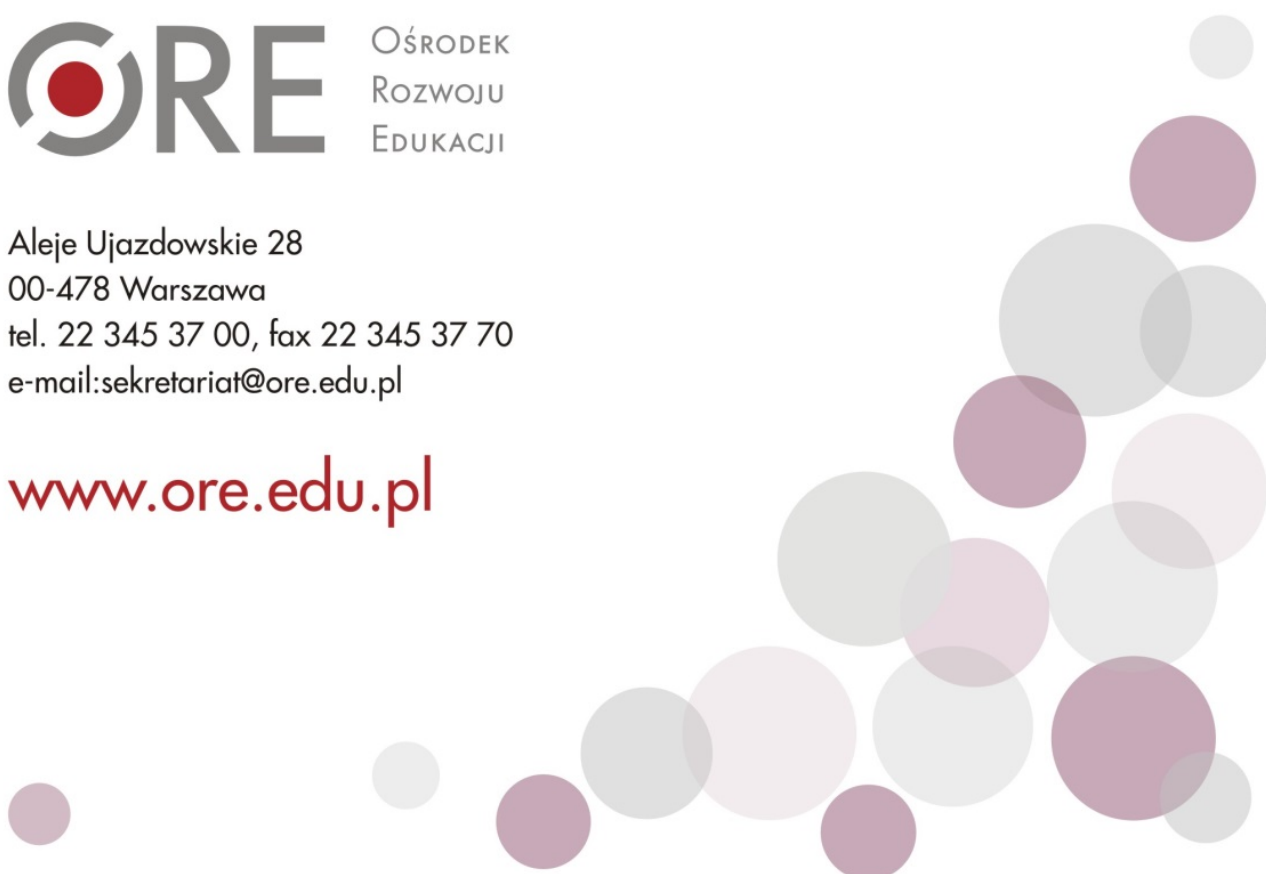 ORE
Ośrodek
Rozwoju
Edukacji
Aleje Ujazdowskie 28
00-478 Warszawa
tel. 22 345 37 00, fax 22 345 37 70
e-mail:sekretariat@ore.edu.pl
www.ore.edu.pl